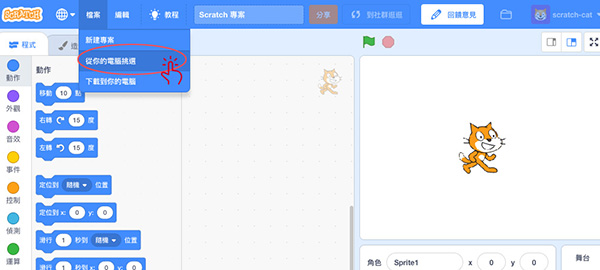 SCRATCH
檔案
編輯
教程
Scratch 專案
分享
到社群逛逛
回饋意見
scratch-cat
新建專案
從你的電腦挑選
下載到你的電腦
程式
造
動作
外觀
音效
事件
控制
偵測
運算
動作
移動 10 點
右轉 15 度
左轉 15 度
定位到 隨機 位置
定位到 x: 0 y: 0
滑行 1 秒到 隨機 位置
滑行 1 秒到 x: 0 y: 0
角色 Sprite1 x 0 y 0
舞台